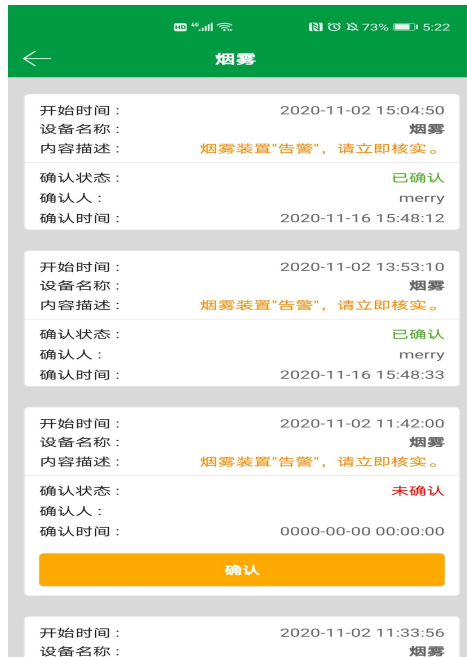 HD 4G 73% 5:22
烟雾
开始时间： 2020-11-02 15:04:50
设备名称： 烟雾
内容描述： 烟雾装置"告警"，请立即核实。
确认状态： 已确认
确认人： merry
确认时间： 2020-11-16 15:48:12
开始时间： 2020-11-02 13:53:10
设备名称： 烟雾
内容描述： 烟雾装置"告警"，请立即核实。
确认状态： 已确认
确认人： merry
确认时间： 2020-11-16 15:48:33
开始时间： 2020-11-02 11:42:00
设备名称： 烟雾
内容描述： 烟雾装置"告警"，请立即核实。
确认状态： 未确认
确认人：
确认时间： 0000-00-00 00:00:00
确认
开始时间： 2020-11-02 11:33:56
设备名称： 烟雾